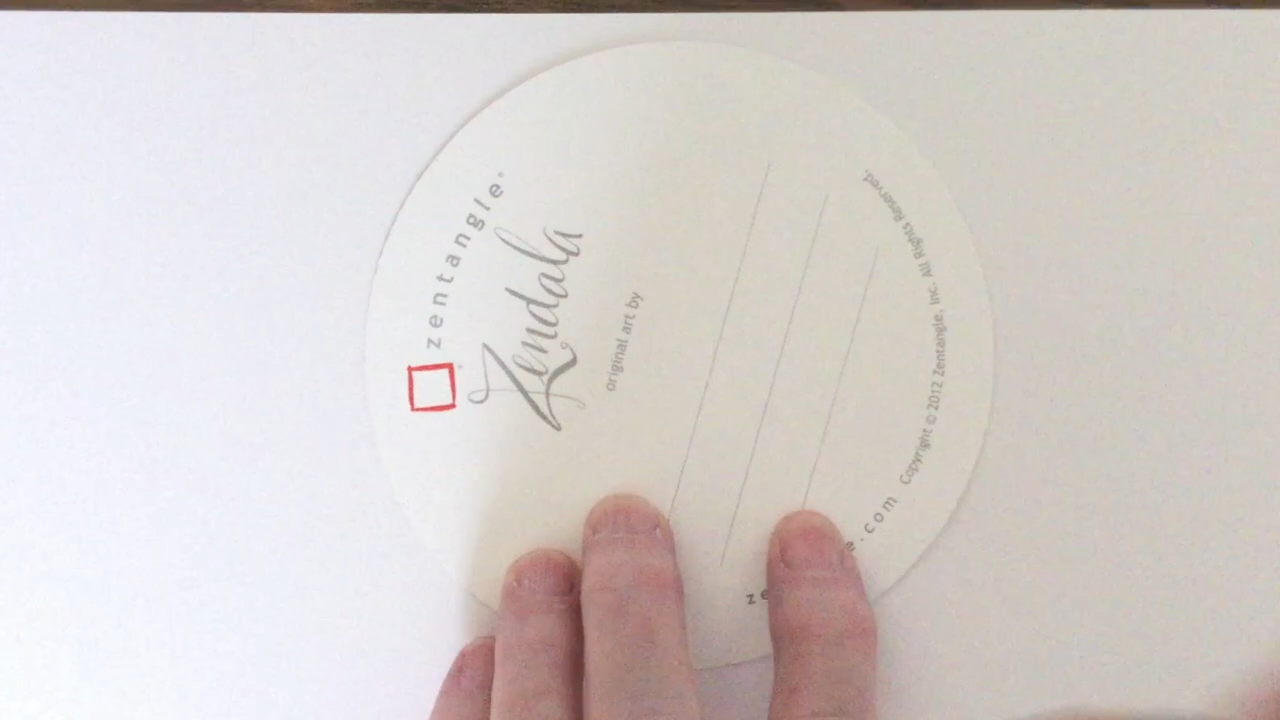 zentangle®
Zendala
original art by
ze e.com
Copyright © 2012 Zentangle, Inc. All Rights Reserved.